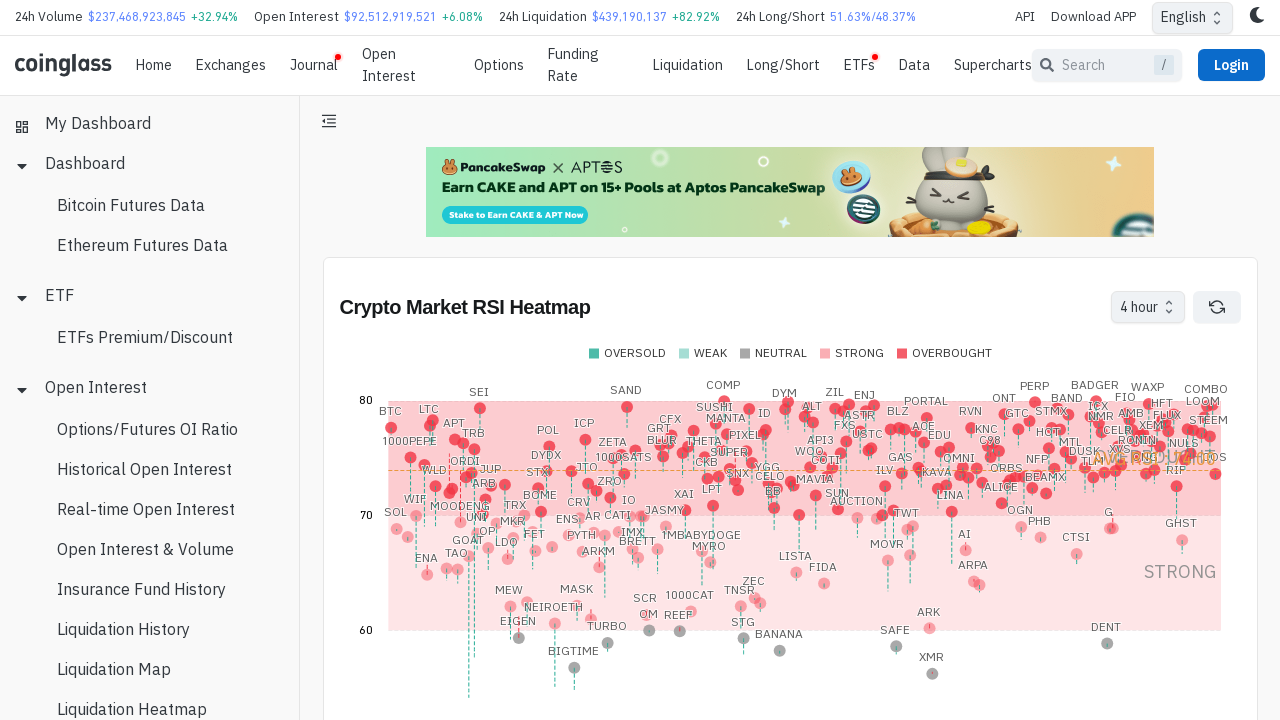 24h Volume $237,468,923,845 +32.94% Open Interest $92,512,919,521 +6.08% 24h Liquidation $439,190,137 +82.92% 24h Long/Short 51.63%/48.37% API Download APP English
coinglass Home Exchanges Journal Open Interest Options Funding Rate Liquidation Long/Short ETFs Data Supercharts Search / Login
My Dashboard
Dashboard
Bitcoin Futures Data
Ethereum Futures Data
ETF
ETFs Premium/Discount
Open Interest
Options/Futures OI Ratio
Historical Open Interest
Real-time Open Interest
Open Interest & Volume
Insurance Fund History
Liquidation History
Liquidation Map
Liquidation Heatmap
PancakeSwap × APTOS
Earn CAKE and APT on 15+ Pools at Aptos PancakeSwap
Stake to Earn CAKE & APT Now
Crypto Market RSI Heatmap 4 hour
OVERSOLD WEAK NEUTRAL STRONG OVERBOUGHT
80
SEI SAND COMP DYM ZIL ENJ PERP BADGER WAXP COMBO
BTC LTC SUSHI ID ALT PORTAL ONT BAND FIO HFT LOOM
APT TRB POL ICP GRT CFX MANTA PIXEL ASTR FXS BLZ ACE RVN GTC STMX ICX NMR AMB FLUX STEEM
1000PEPE ZETA BLUR THETA API3 USTC EDU KNC C98 HOT MTL CELR XEM NULS
WLD ORDI JUP DYDX 1000SATS CKB SUPER WOO COTI GAS OMNI NFP DUSK RONIN XVS
STX JTO ZRO SNX YGG CELO MAVIA ILV KAVA ORBS BEAMX RIF
ARB BOME LPT BB SUN LINA ALICE
WIF MOODENG TRX CRV IO XAI AUCTION
70
SOL UNI MKR ENS AR CATI JASMY TWT OGN PHB G GHST
OP FET PYTH IMX 1MBABYDOGE AI CTSI
GOAT LDO BRETT MYRO MOVR
ENA TAO ARKM LISTA FIDA ARPA STRONG
MEW MASK SCR 1000CAT TNSR ZEC
NEIROETH OM REEF ARK
60
EIGEN TURBO STG BANANA SAFE DENT
BIGTIME XMR